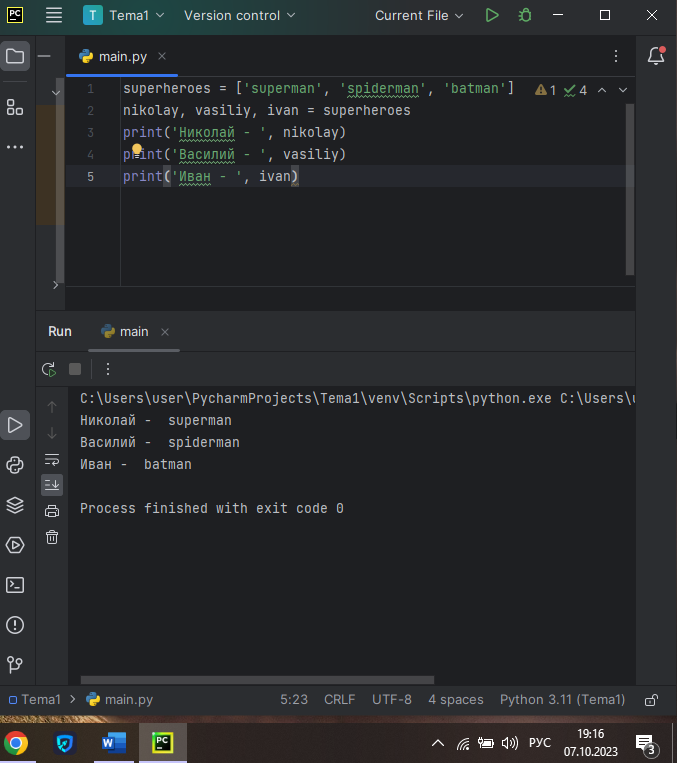 PC T Tema1 Version control Current File
main.py
1 superheroes = ['superman', 'spiderman', 'batman'] 1 4
2 nikolay, vasiliy, ivan = superheroes
3 print('Николай - ', nikolay)
4 print('Василий - ', vasiliy)
5 print('Иван - ', ivan)
Run main
C:\Users\user\PycharmProjects\Tema1\venv\Scripts\python.exe C:\Users\u
Николай -  superman
Василий -  spiderman
Иван -  batman
Process finished with exit code 0
Tema1 > main.py 5:23 CRLF UTF-8 4 spaces Python 3.11 (Tema1)
W PC РУС 19:16
07.10.2023 3